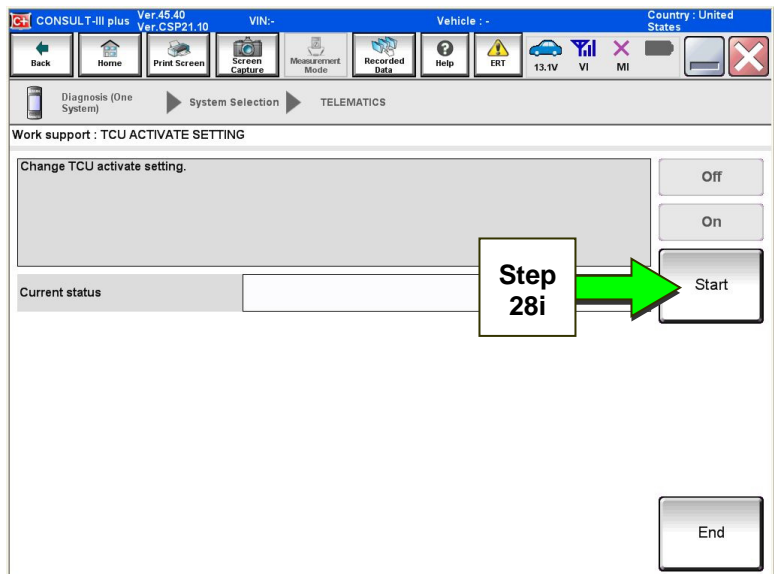 C+ CONSULT-III plus Ver.45.40 VIN:- Vehicle : - Country : United
Ver.CSP21.10 States
Back Home Print Screen Screen Capture Measurement Mode Recorded Data Help ERT 13.1V VI MI
Diagnosis (One System) System Selection TELEMATICS
Work support : TCU ACTIVATE SETTING
Change TCU activate setting.
Off
On
Step
28i
Start
Current status
End